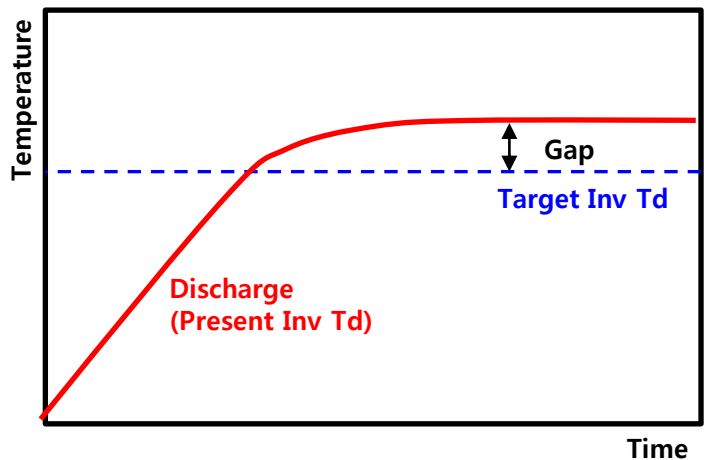 Temperature
Gap
Target Inv Td
Discharge
(Present Inv Td)
Time